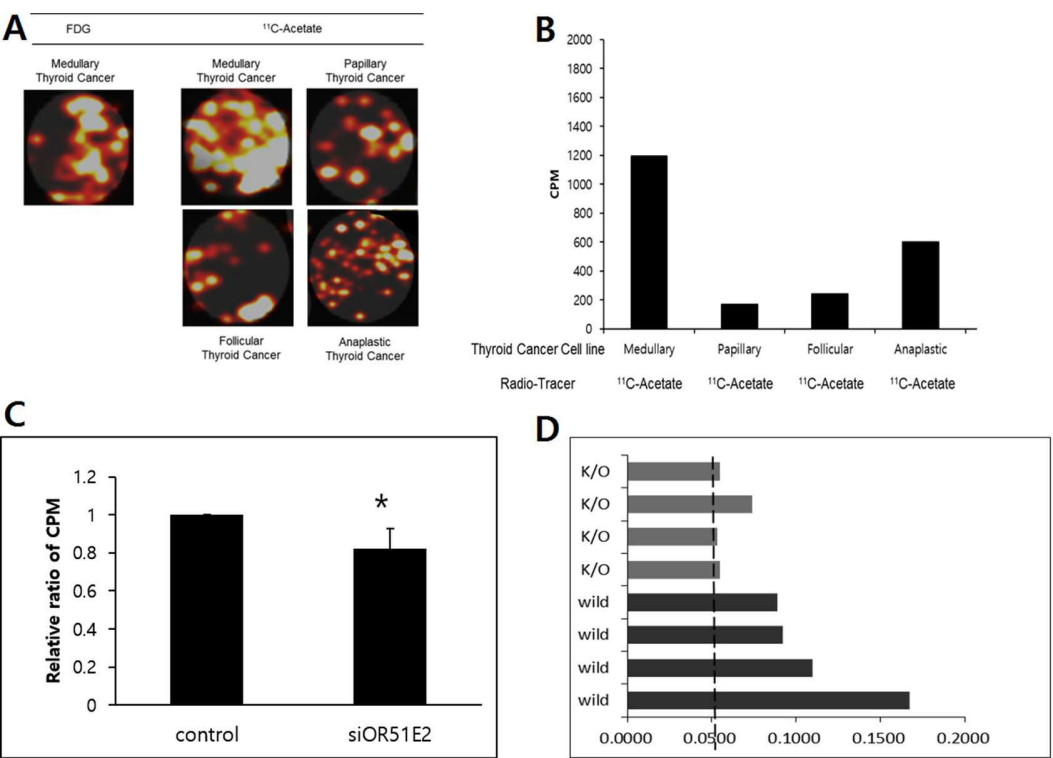 A
FDG
¹¹C-Acetate
Medullary
Thyroid Cancer
Medullary
Thyroid Cancer
Papillary
Thyroid Cancer
Follicular
Thyroid Cancer
Anaplastic
Thyroid Cancer
B
2000
1800
1600
1400
1200
1000
800
600
400
200
0
CPM
Thyroid Cancer Cell line Medullary Papillary Follicular Anaplastic
Radio-Tracer ¹¹C-Acetate ¹¹C-Acetate ¹¹C-Acetate ¹¹C-Acetate
C
Relative ratio of CPM
1.2
1
0.8
0.6
0.4
0.2
0
*
control siOR51E2
D
K/O
K/O
K/O
K/O
wild
wild
wild
wild
0.0000 0.0500 0.1000 0.1500 0.2000